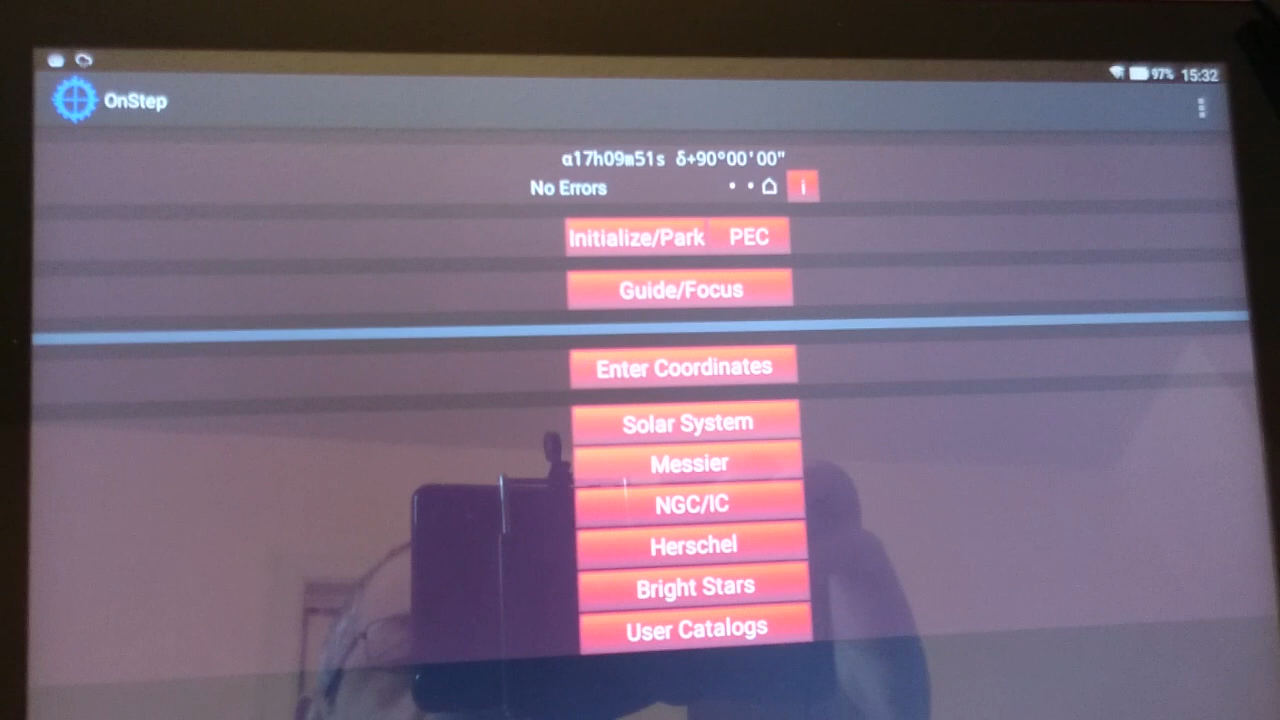 97% 15:32
OnStep
α17h09m51s δ+90°00'00"
No Errors i
Initialize/Park PEC
Guide/Focus
Enter Coordinates
Solar System
Messier
NGC/IC
Herschel
Bright Stars
User Catalogs